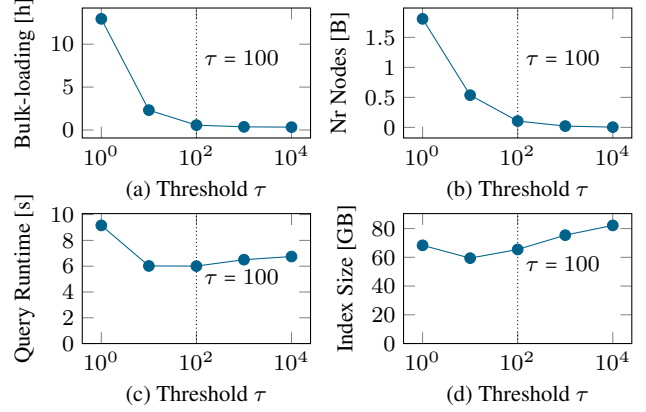 Bulk-loading [h]
10
5
0
τ = 100
10^0
10^2
10^4
(a) Threshold τ
Nr Nodes [B]
1.5
1
0.5
0
τ = 100
10^0
10^2
10^4
(b) Threshold τ
Query Runtime [s]
10
8
6
4
2
0
τ = 100
10^0
10^2
10^4
(c) Threshold τ
Index Size [GB]
80
60
40
20
0
τ = 100
10^0
10^2
10^4
(d) Threshold τ